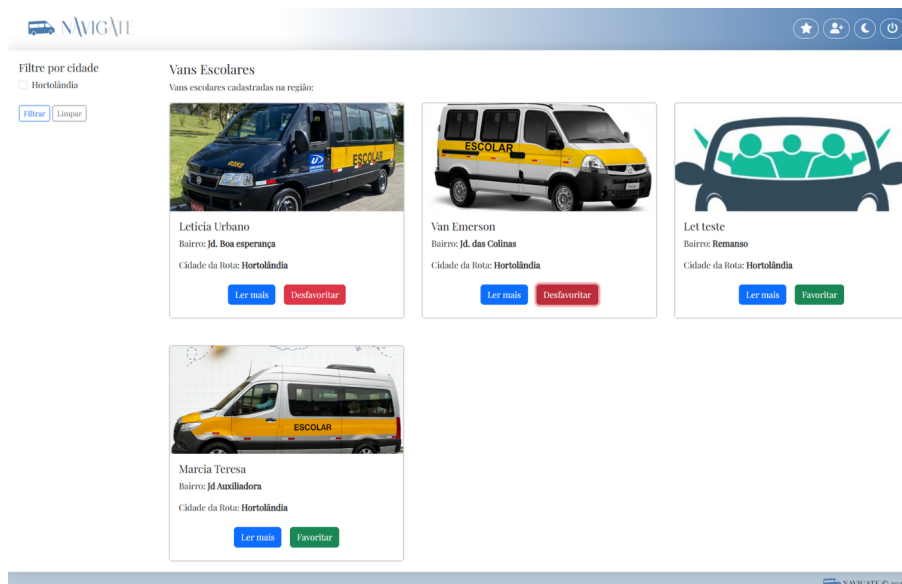 NAVIGATE
Filtre por cidade
Hortolândia
Filtrar Limpar
Vans Escolares
Vans escolares cadastradas na região:
ESCOLAR
ESCOLAR
Leticia Urbano
Bairro: Jd. Boa esperança
Cidade da Rota: Hortolândia
Ler mais Desfavoritar
Van Emerson
Bairro: Jd. das Colinas
Cidade da Rota: Hortolândia
Ler mais Desfavoritar
Let teste
Bairro: Remanso
Cidade da Rota: Hortolândia
Ler mais Favoritar
ESCOLAR
Marcia Teresa
Bairro: Jd Auxiliadora
Cidade da Rota: Hortolândia
Ler mais Favoritar
NAVIGATE ©